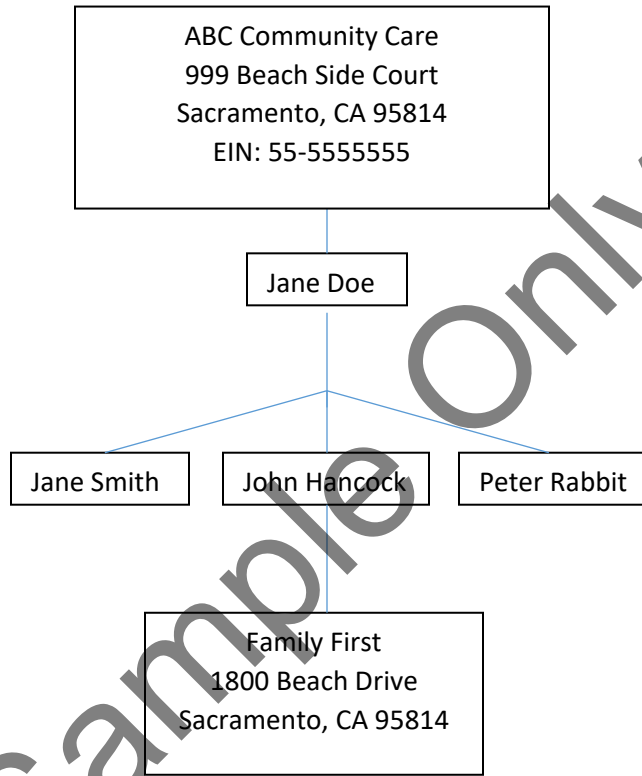 ABC Community Care
999 Beach Side Court
Sacramento, CA 95814
EIN: 55-5555555
Jane Doe
Jane Smith
John Hancock
Peter Rabbit
Family First
1800 Beach Drive
Sacramento, CA 95814
Sample Only